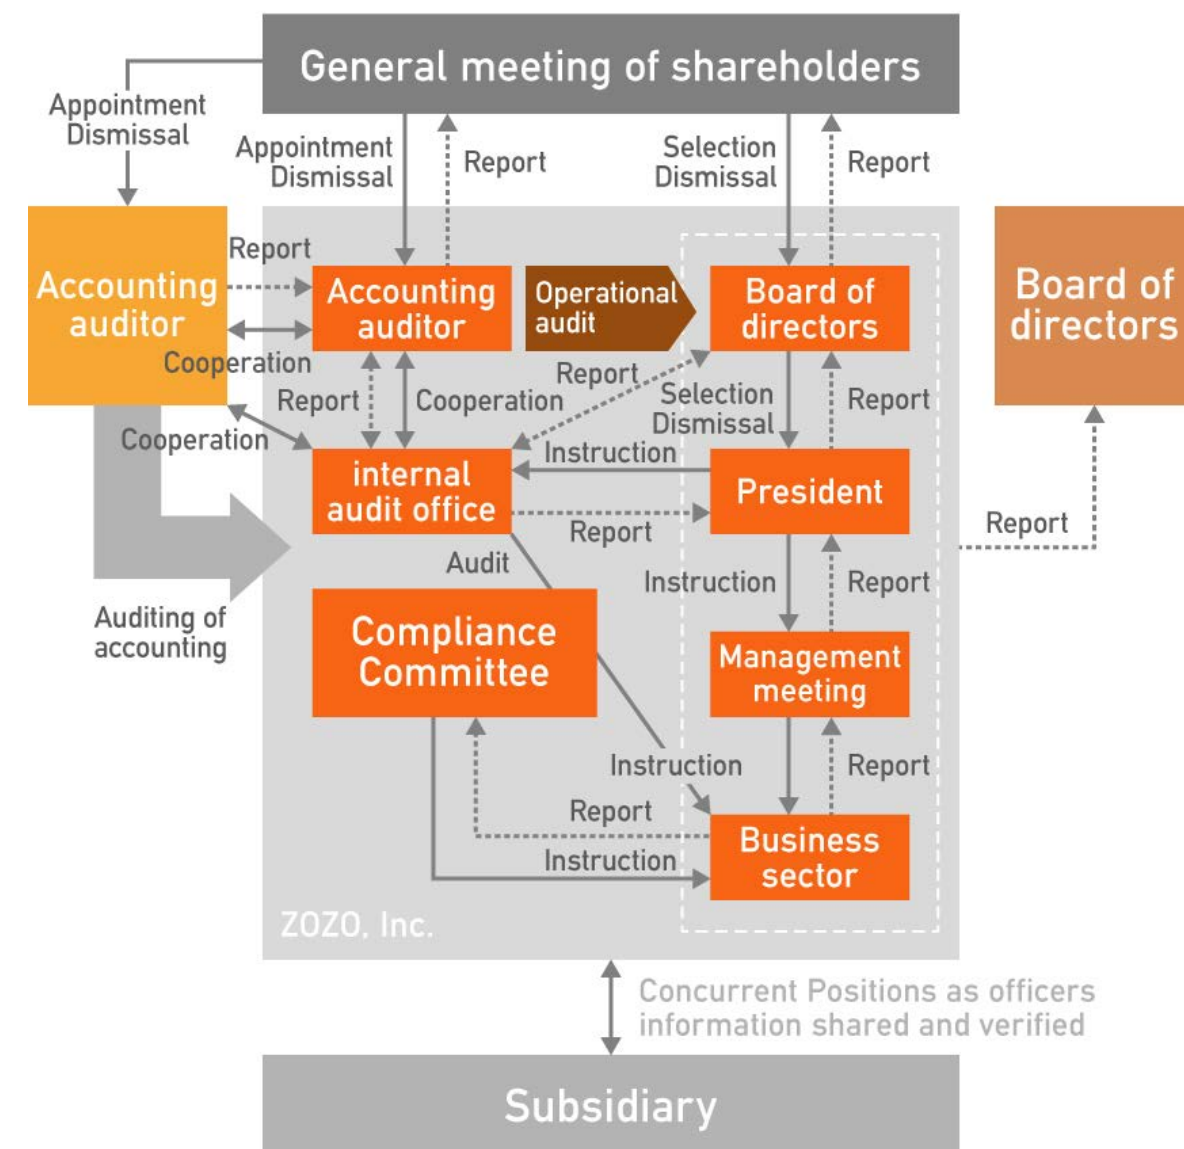 General meeting of shareholders
Appointment
Dismissal
Appointment
Dismissal
Report
Selection
Dismissal
Report
Accounting
auditor
Report
Cooperation
Accounting
auditor
Operational
audit
Board of
directors
Board of
directors
Report
Cooperation
Report
Selection
Dismissal
Report
Cooperation
internal
audit office
Instruction
Report
President
Report
Audit
Instruction
Report
Auditing of
accounting
Compliance
Committee
Management
meeting
Instruction
Report
Report
Instruction
Business
sector
ZOZO, Inc.
Concurrent Positions as officers
information shared and verified
Subsidiary